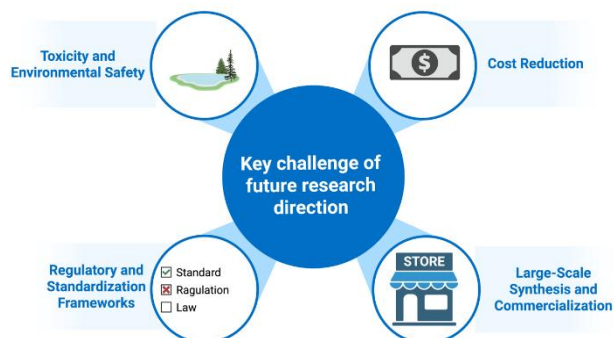 Toxicity and
Environmental Safety
$
Cost Reduction
Key challenge of
future research
direction
Regulatory and
Standardization
Frameworks
Standard
Ragulation
Law
STORE
Large-Scale
Synthesis and
Commercialization